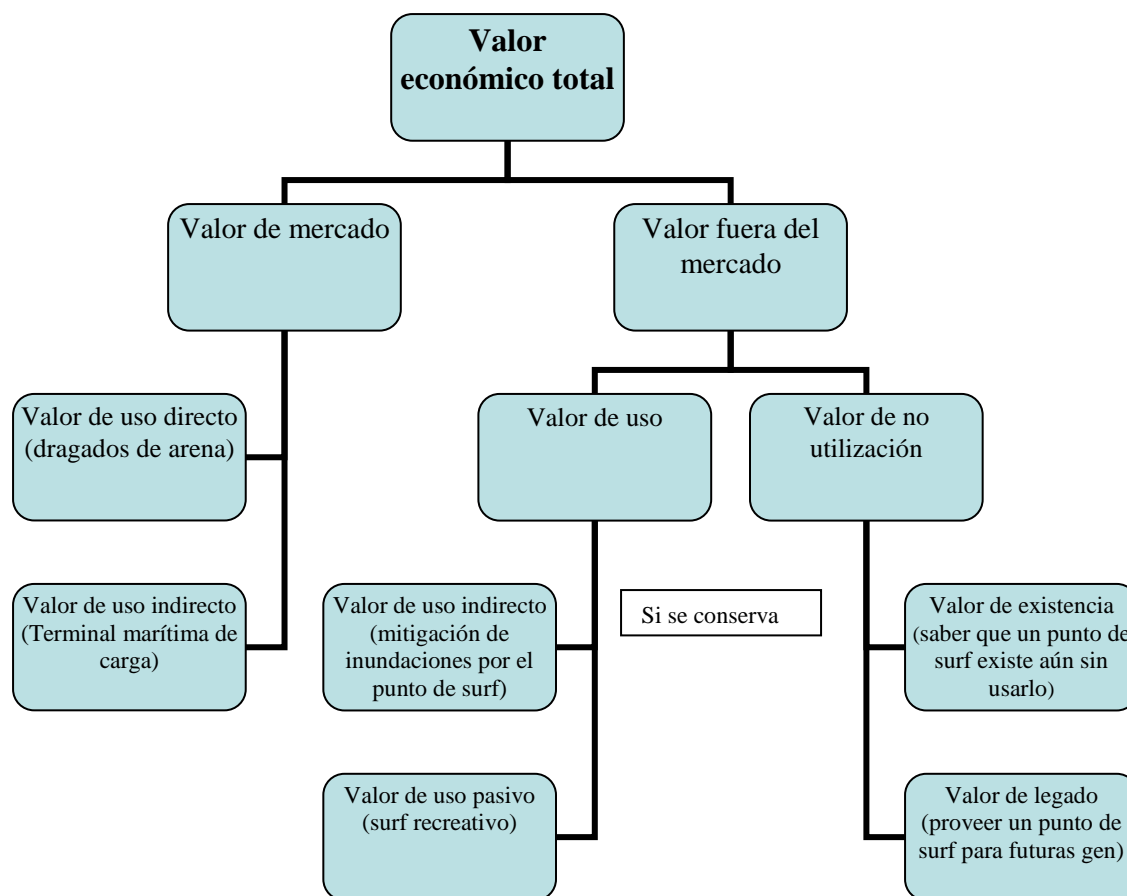 Valor
económico total
Valor de mercado
Valor fuera del
mercado
Valor de uso directo
(dragados de arena)
Valor de uso
Valor de no
utilización
Valor de uso indirecto
(Terminal marítima de
carga)
Valor de uso indirecto
(mitigación de
inundaciones por el
punto de surf)
Si se conserva
Valor de existencia
(saber que un punto de
surf existe aún sin
usarlo)
Valor de uso pasivo
(surf recreativo)
Valor de legado
(proveer un punto de
surf para futuras gen)